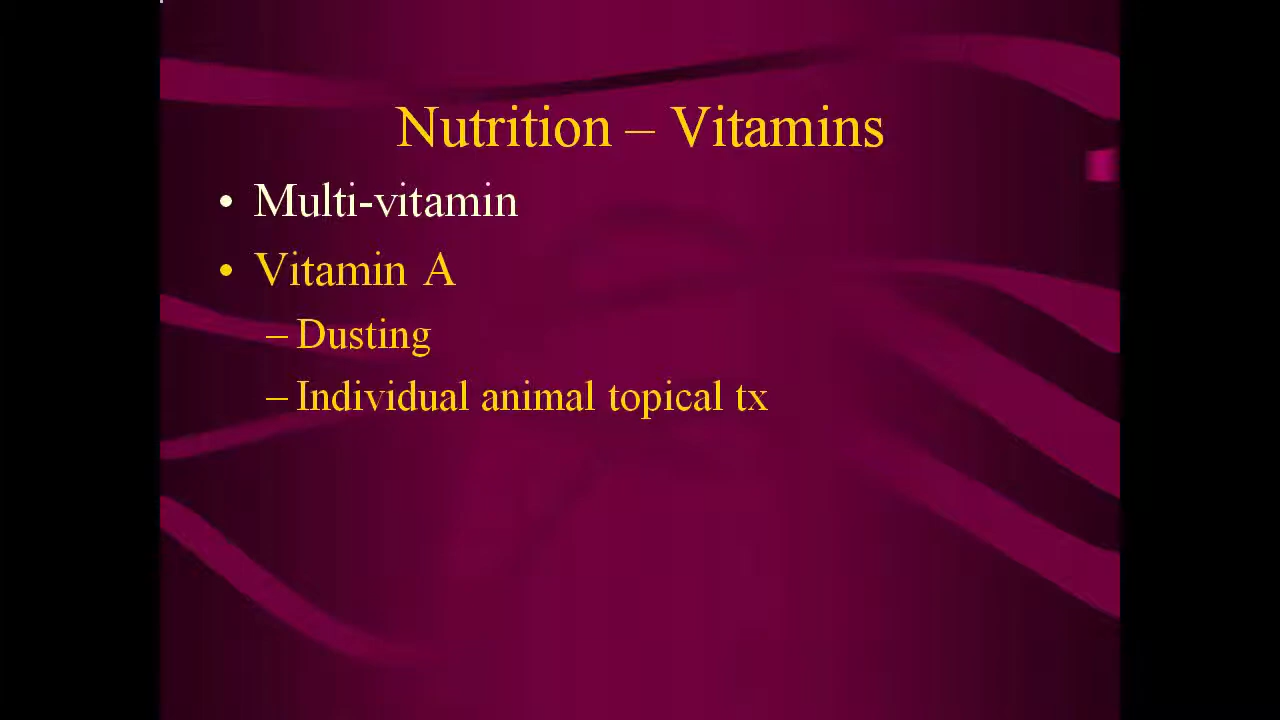 Nutrition – Vitamins
• Multi-vitamin
• Vitamin A
– Dusting
– Individual animal topical tx